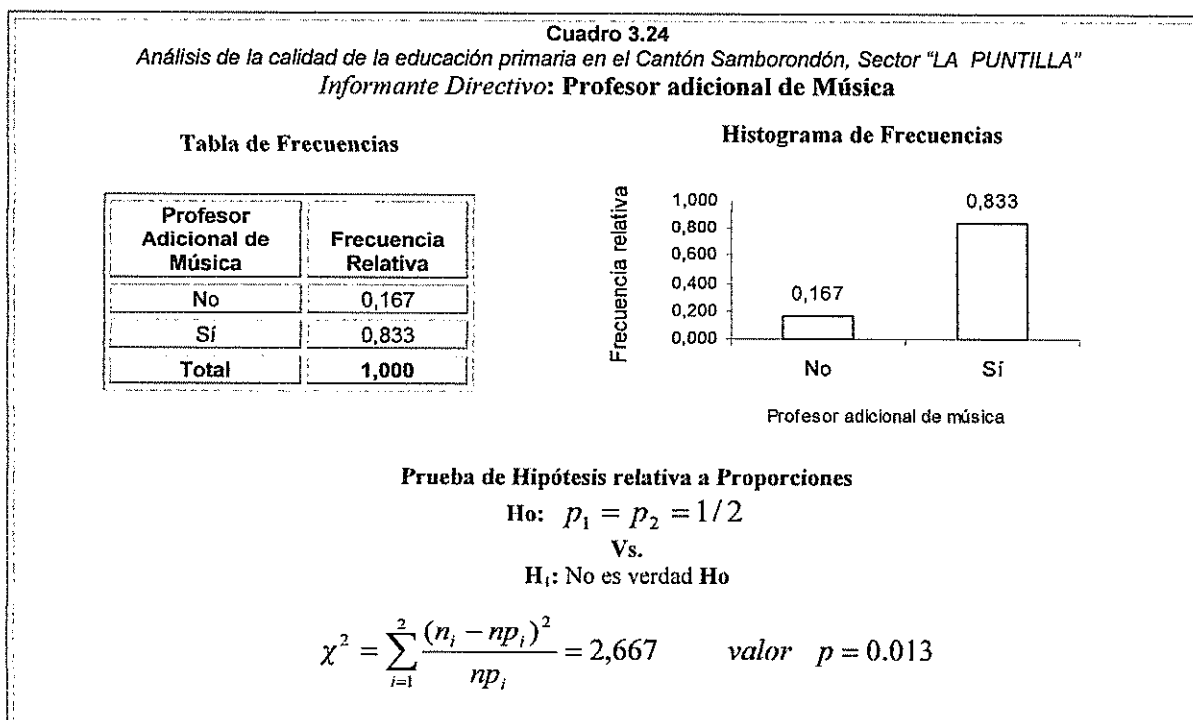 Cuadro 3.24
Análisis de la calidad de la educación primaria en el Cantón Samborondón, Sector "LA PUNTILLA"
Informante Directivo: Profesor adicional de Música
Tabla de Frecuencias
Profesor Adicional de Música | Frecuencia Relativa
No | 0,167
Sí | 0,833
Total | 1,000
Histograma de Frecuencias
Frecuencia relativa
1,000
0,800
0,600
0,400
0,200
0,000
0,167
0,833
No Sí
Profesor adicional de música
Prueba de Hipótesis relativa a Proporciones
Ho: p₁ = p₂ = 1/2
Vs.
H₁: No es verdad Ho
χ² = ∑_{i=1}^{2} (nᵢ − npᵢ)² / npᵢ = 2,667 valor p = 0.013